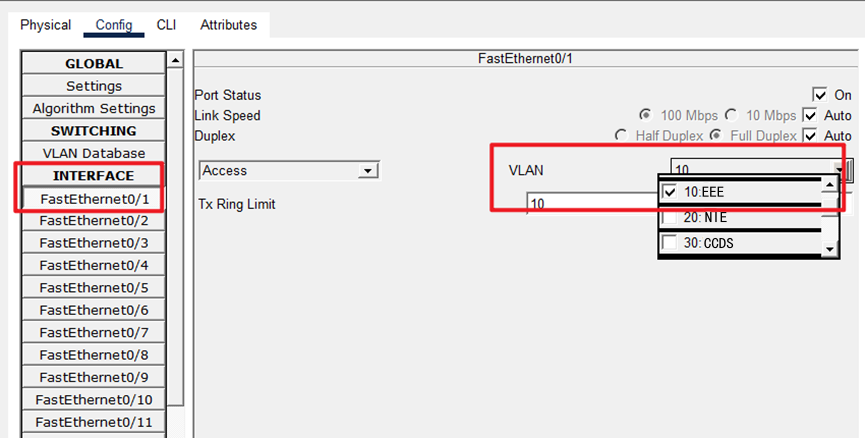 Physical Config CLI Attributes
GLOBAL
Settings
Algorithm Settings
SWITCHING
VLAN Database
INTERFACE
FastEthernet0/1
FastEthernet0/2
FastEthernet0/3
FastEthernet0/4
FastEthernet0/5
FastEthernet0/6
FastEthernet0/7
FastEthernet0/8
FastEthernet0/9
FastEthernet0/10
FastEthernet0/11
FastEthernet0/1
Port Status On
Link Speed 100 Mbps 10 Mbps Auto
Duplex Half Duplex Full Duplex Auto
Access VLAN 10
Tx Ring Limit 10
10:EEE
20: NTE
30: CCDS